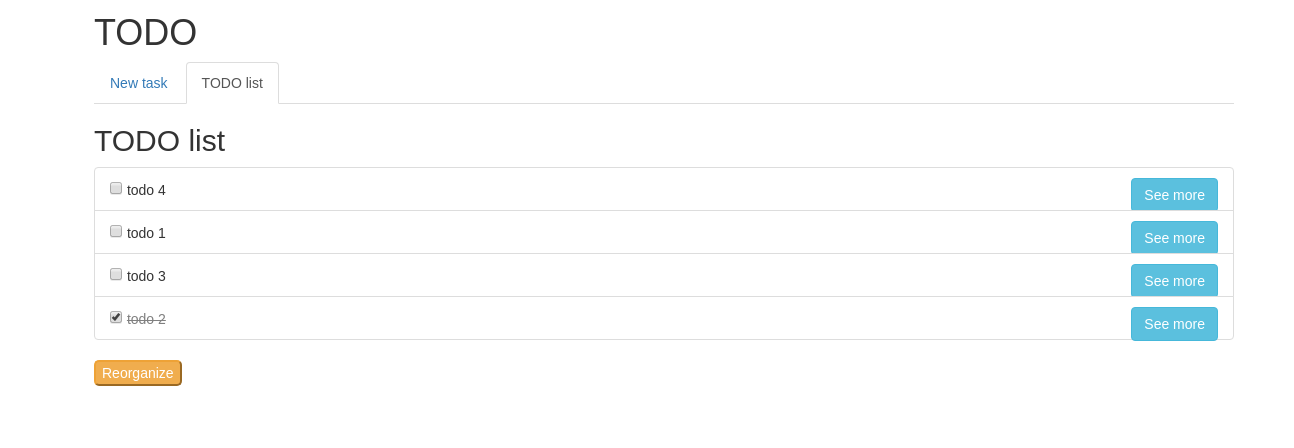 TODO
New task TODO list
TODO list
todo 4 See more
todo 1 See more
todo 3 See more
todo 2 See more
Reorganize